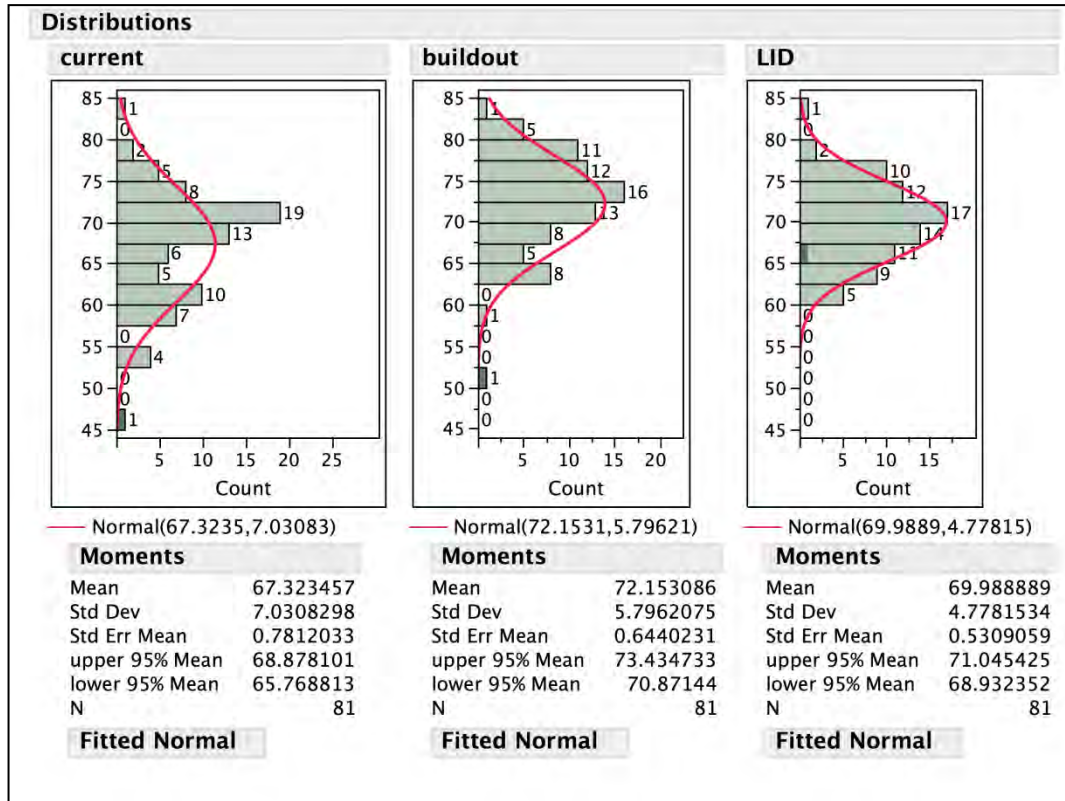 Distributions
current
85
80
75
70
65
60
55
50
45
1
0
2
5
8
19
13
6
5
10
7
0
4
0
0
1
5 10 15 20 25
Count
Normal(67.3235,7.03083)
Moments
Mean 67.323457
Std Dev 7.0308298
Std Err Mean 0.7812033
upper 95% Mean 68.878101
lower 95% Mean 65.768813
N 81
Fitted Normal
buildout
85
80
75
70
65
60
55
50
45
1
5
11
12
16
13
8
5
8
0
1
0
0
1
0
0
5 10 15 20
Count
Normal(72.1531,5.79621)
Moments
Mean 72.153086
Std Dev 5.7962075
Std Err Mean 0.6440231
upper 95% Mean 73.434733
lower 95% Mean 70.87144
N 81
Fitted Normal
LID
85
80
75
70
65
60
55
50
45
1
0
2
10
12
17
14
11
9
5
0
0
0
0
0
0
5 10 15
Count
Normal(69.9889,4.77815)
Moments
Mean 69.988889
Std Dev 4.7781534
Std Err Mean 0.5309059
upper 95% Mean 71.045425
lower 95% Mean 68.932352
N 81
Fitted Normal